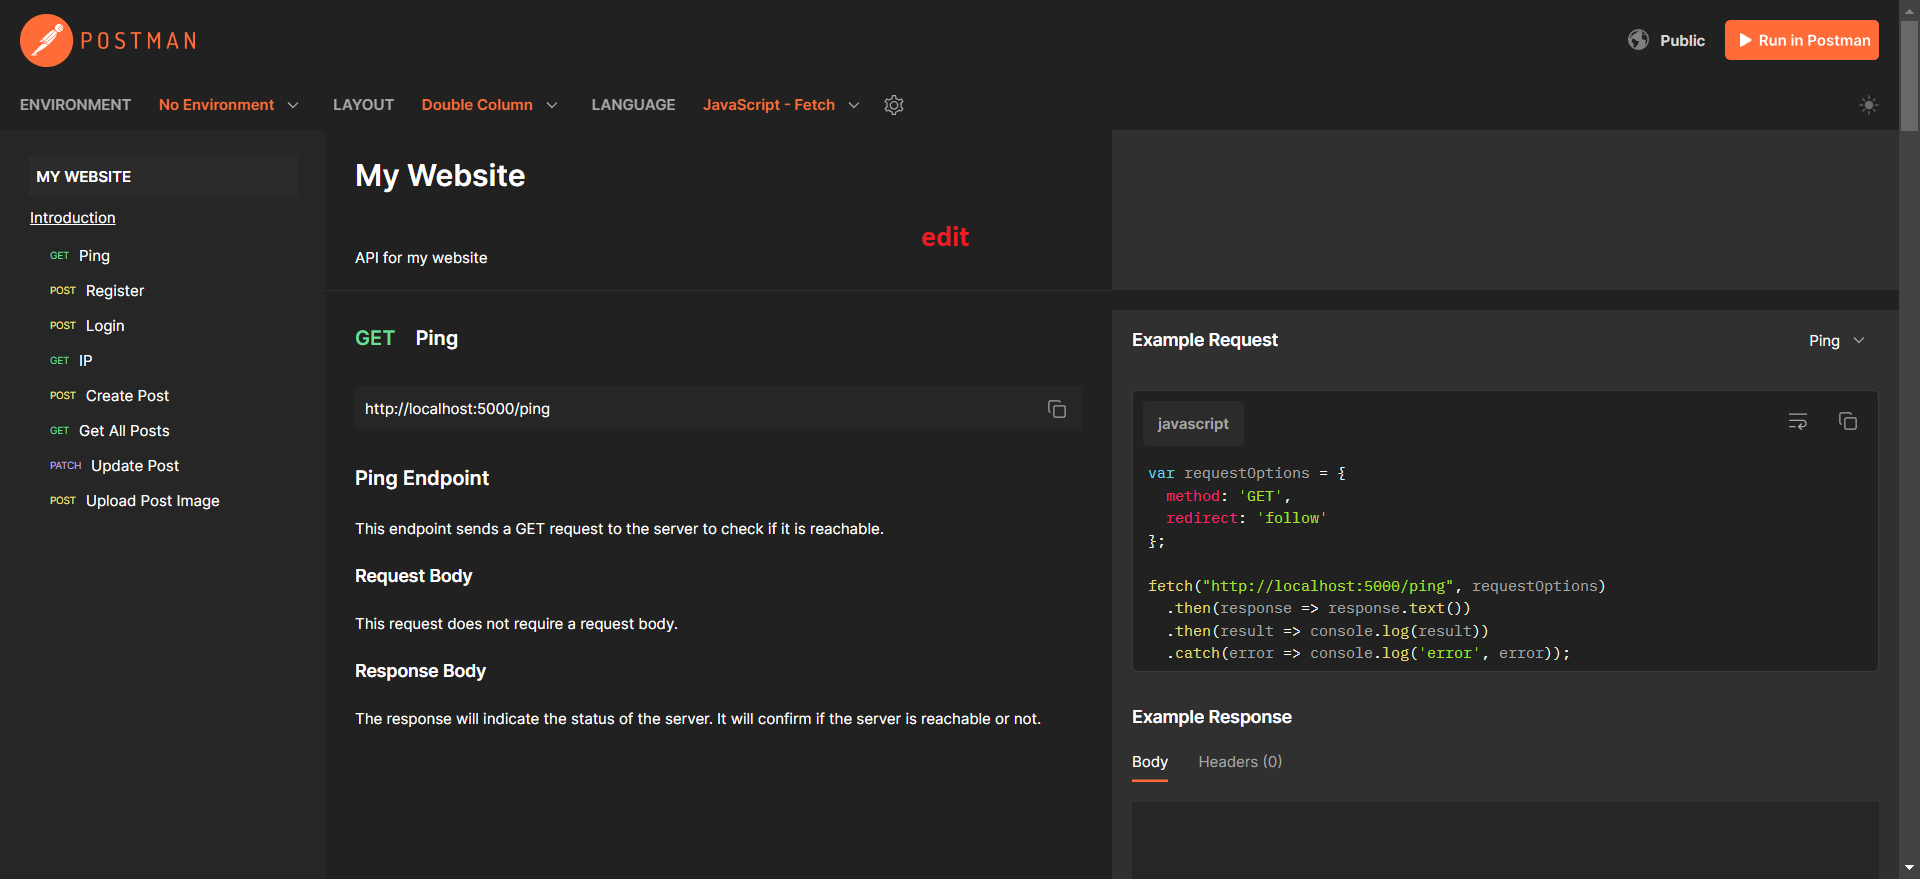 POSTMAN
Public
Run in Postman
ENVIRONMENT No Environment LAYOUT Double Column LANGUAGE JavaScript - Fetch
MY WEBSITE
Introduction
GET Ping
POST Register
POST Login
GET IP
POST Create Post
GET Get All Posts
PATCH Update Post
POST Upload Post Image
My Website
edit
API for my website
GET Ping
http://localhost:5000/ping
Ping Endpoint
This endpoint sends a GET request to the server to check if it is reachable.
Request Body
This request does not require a request body.
Response Body
The response will indicate the status of the server. It will confirm if the server is reachable or not.
Example Request
Ping
javascript
var requestOptions = {
  method: 'GET',
  redirect: 'follow'
};
fetch("http://localhost:5000/ping", requestOptions)
  .then(response => response.text())
  .then(result => console.log(result))
  .catch(error => console.log('error', error));
Example Response
Body Headers (0)